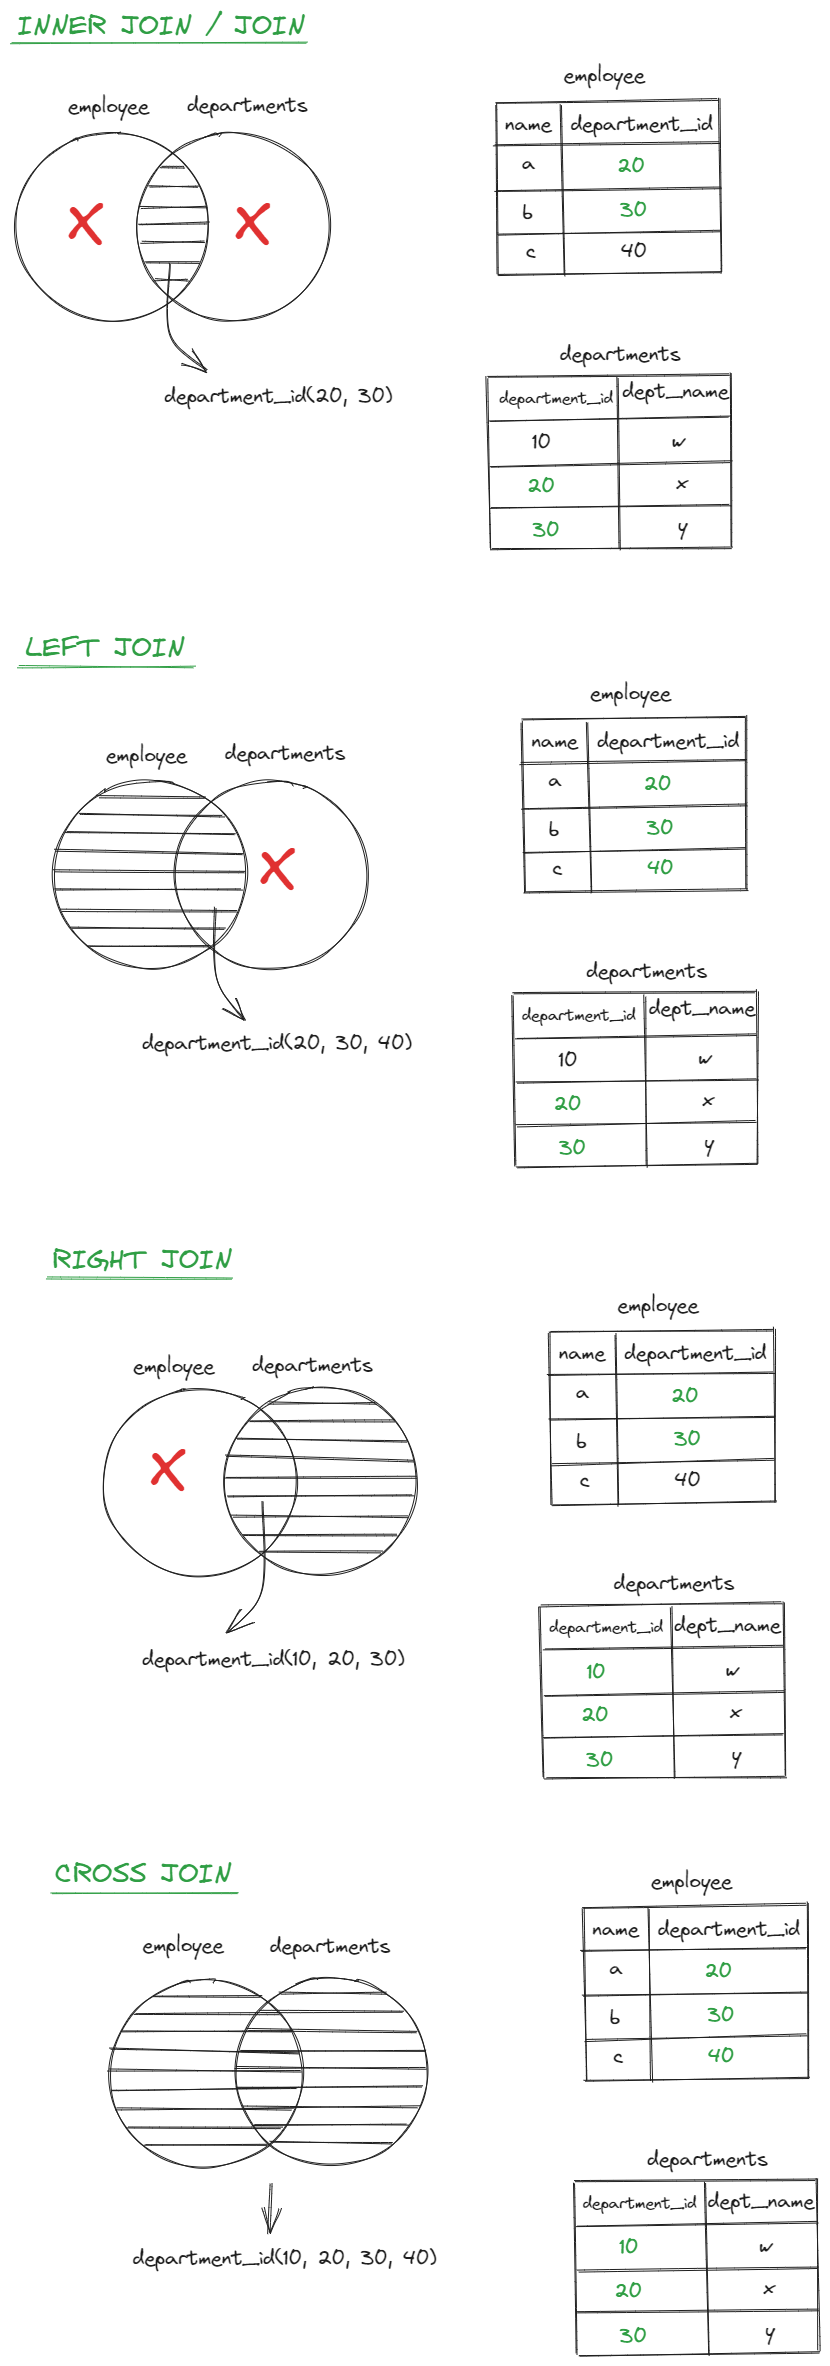 INNER JOIN / JOIN
employee departments
department_id(20, 30)
employee
name department_id
a 20
b 30
c 40
departments
department_id dept_name
10 w
20 x
30 y
LEFT JOIN
employee departments
department_id(20, 30, 40)
employee
name department_id
a 20
b 30
c 40
departments
department_id dept_name
10 w
20 x
30 y
RIGHT JOIN
employee departments
department_id(10, 20, 30)
employee
name department_id
a 20
b 30
c 40
departments
department_id dept_name
10 w
20 x
30 y
CROSS JOIN
employee departments
department_id(10, 20, 30, 40)
employee
name department_id
a 20
b 30
c 40
departments
department_id dept_name
10 w
20 x
30 y